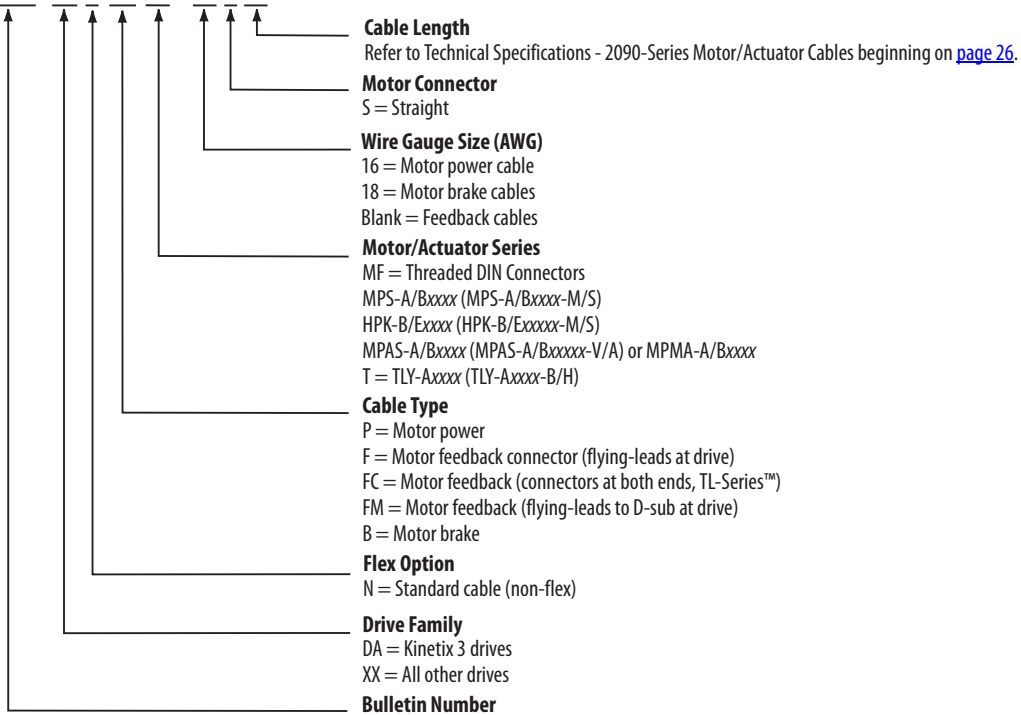 Cable Length
Refer to Technical Specifications - 2090-Series Motor/Actuator Cables beginning on page 26.
Motor Connector
S = Straight
Wire Gauge Size (AWG)
16 = Motor power cable
18 = Motor brake cables
Blank = Feedback cables
Motor/Actuator Series
MF = Threaded DIN Connectors
MPS-A/Bxxxx (MPS-A/Bxxxx-M/S)
HPK-B/Exxxx (HPK-B/Exxxxx-M/S)
MPAS-A/Bxxxx (MPAS-A/Bxxxxx-V/A) or MPMA-A/Bxxxx
T = TLY-Axxxx (TLY-Axxxx-B/H)
Cable Type
P = Motor power
F = Motor feedback connector (flying-leads at drive)
FC = Motor feedback (connectors at both ends, TL-Series™)
FM = Motor feedback (flying-leads to D-sub at drive)
B = Motor brake
Flex Option
N = Standard cable (non-flex)
Drive Family
DA = Kinetix 3 drives
XX = All other drives
Bulletin Number